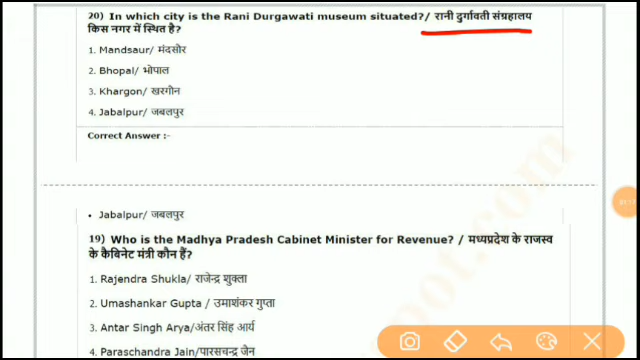 20) In which city is the Rani Durgawati museum situated?/ रानी दुर्गावती संग्रहालय
किस नगर में स्थित है?
1. Mandsaur/ मंदसौर
2. Bhopal/ भोपाल
3. Khargon/ खरगौन
4. Jabalpur/ जबलपुर
Correct Answer :-
• Jabalpur/ जबलपुर
19) Who is the Madhya Pradesh Cabinet Minister for Revenue? / मध्यप्रदेश के राजस्व
के कैबिनेट मंत्री कौन हैं?
1. Rajendra Shukla/ राजेन्द्र शुक्ला
2. Umashankar Gupta / उमाशंकर गुप्ता
3. Antar Singh Arya/अंतर सिंह आर्य
4. Paraschandra Jain/पारसचन्द्र जैन